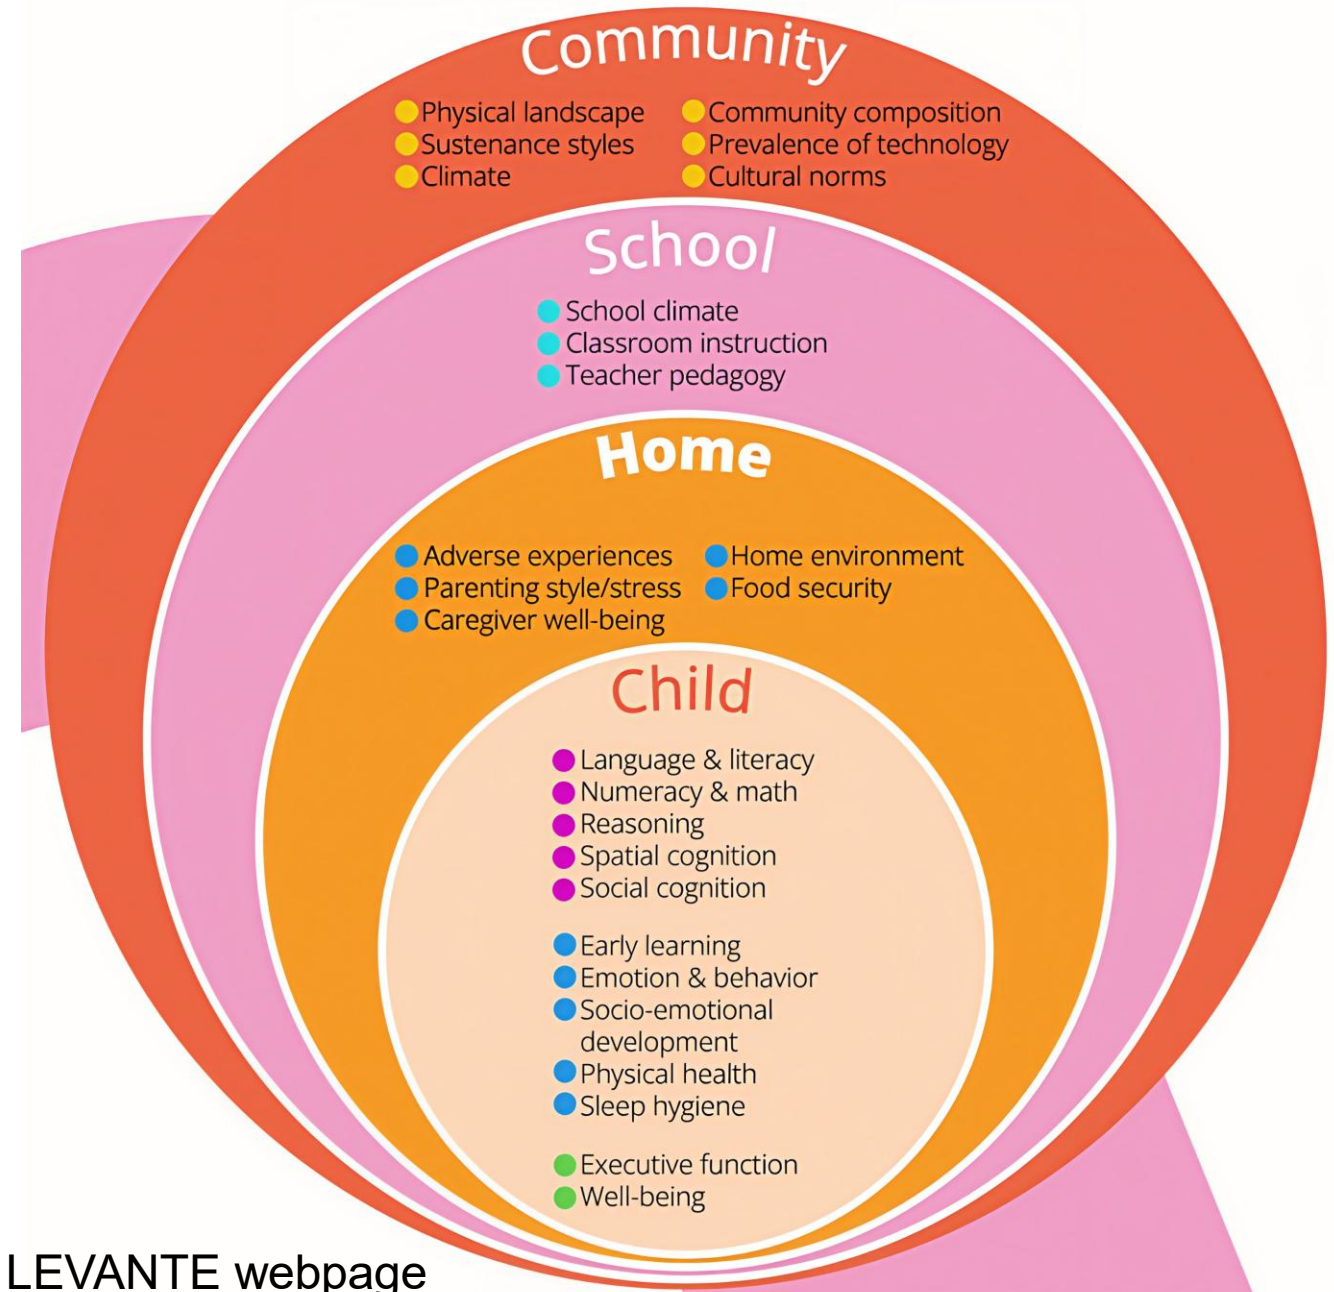 Community
Physical landscape
Sustenance styles
Climate
Community composition
Prevalence of technology
Cultural norms
School
School climate
Classroom instruction
Teacher pedagogy
Home
Adverse experiences
Parenting style/stress
Caregiver well-being
Home environment
Food security
Child
Language & literacy
Numeracy & math
Reasoning
Spatial cognition
Social cognition
Early learning
Emotion & behavior
Socio-emotional
development
Physical health
Sleep hygiene
Executive function
Well-being
LEVANTE webpage